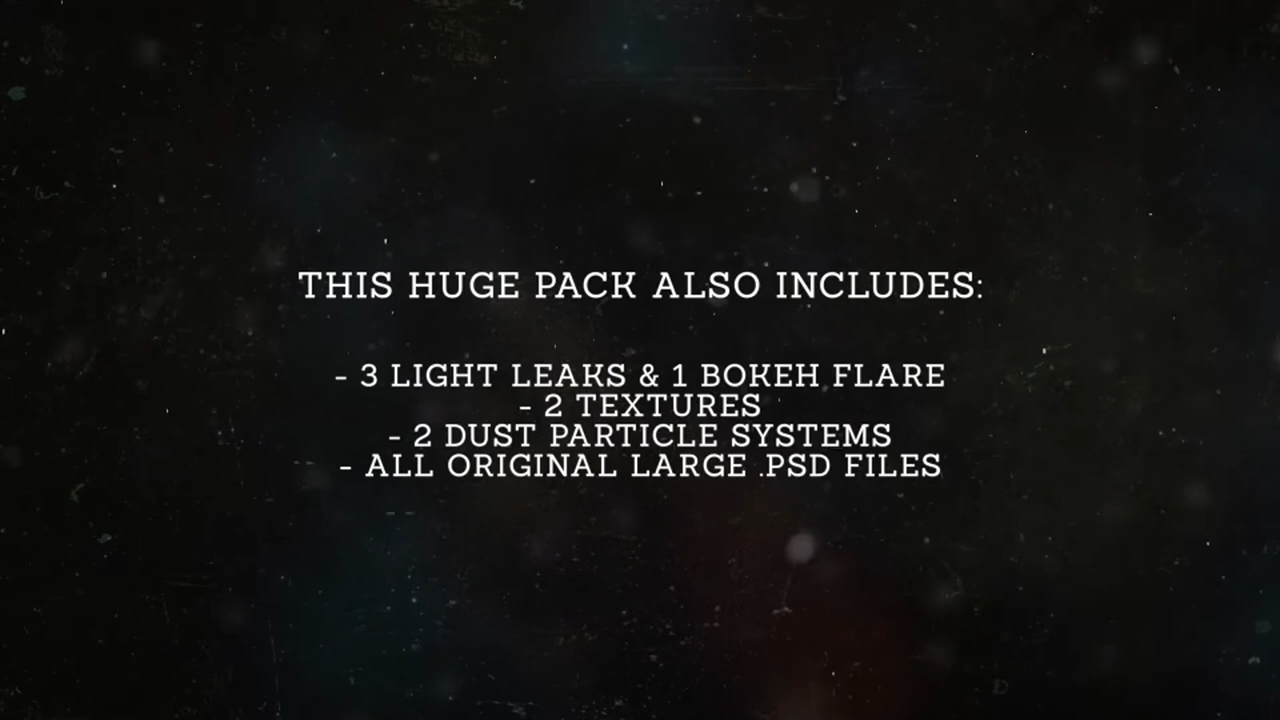 THIS HUGE PACK ALSO INCLUDES:
- 3 LIGHT LEAKS & 1 BOKEH FLARE
- 2 TEXTURES
- 2 DUST PARTICLE SYSTEMS
- ALL ORIGINAL LARGE .PSD FILES